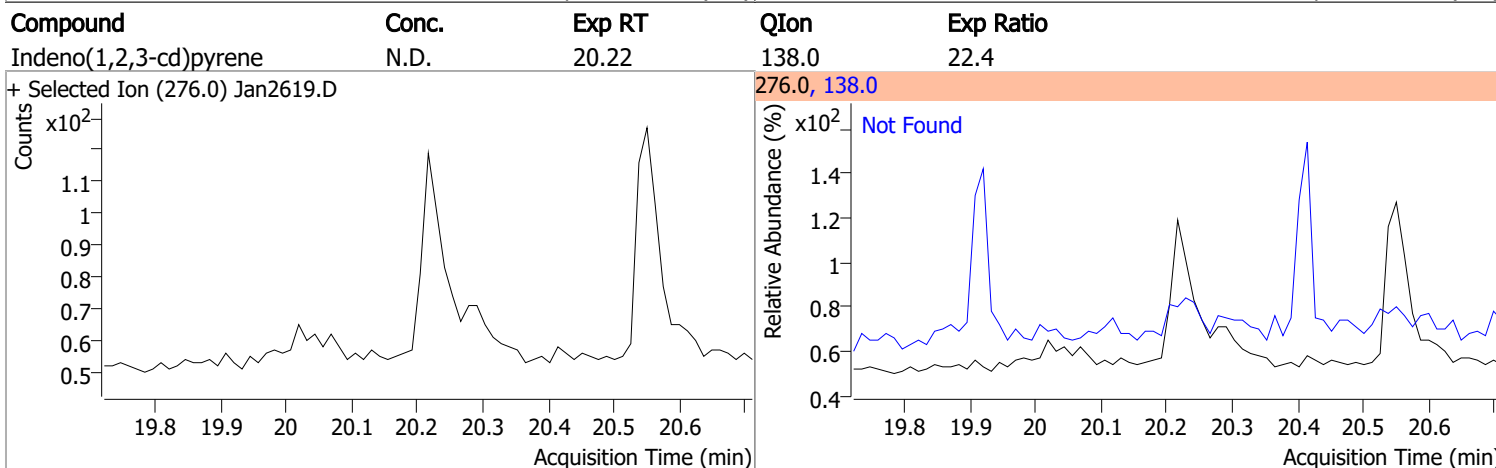 Compound Conc. Exp RT QIon Exp Ratio
Indeno(1,2,3-cd)pyrene N.D. 20.22 138.0 22.4
+ Selected Ion (276.0) Jan2619.D
Counts
x10²
1.1
1
0.9
0.8
0.7
0.6
0.5
19.8 19.9 20 20.1 20.2 20.3 20.4 20.5 20.6
Acquisition Time (min)
276.0, 138.0
Relative Abundance (%)
x10²
Not Found
1.4
1.2
1
0.8
0.6
0.4
19.8 19.9 20 20.1 20.2 20.3 20.4 20.5 20.6
Acquisition Time (min)